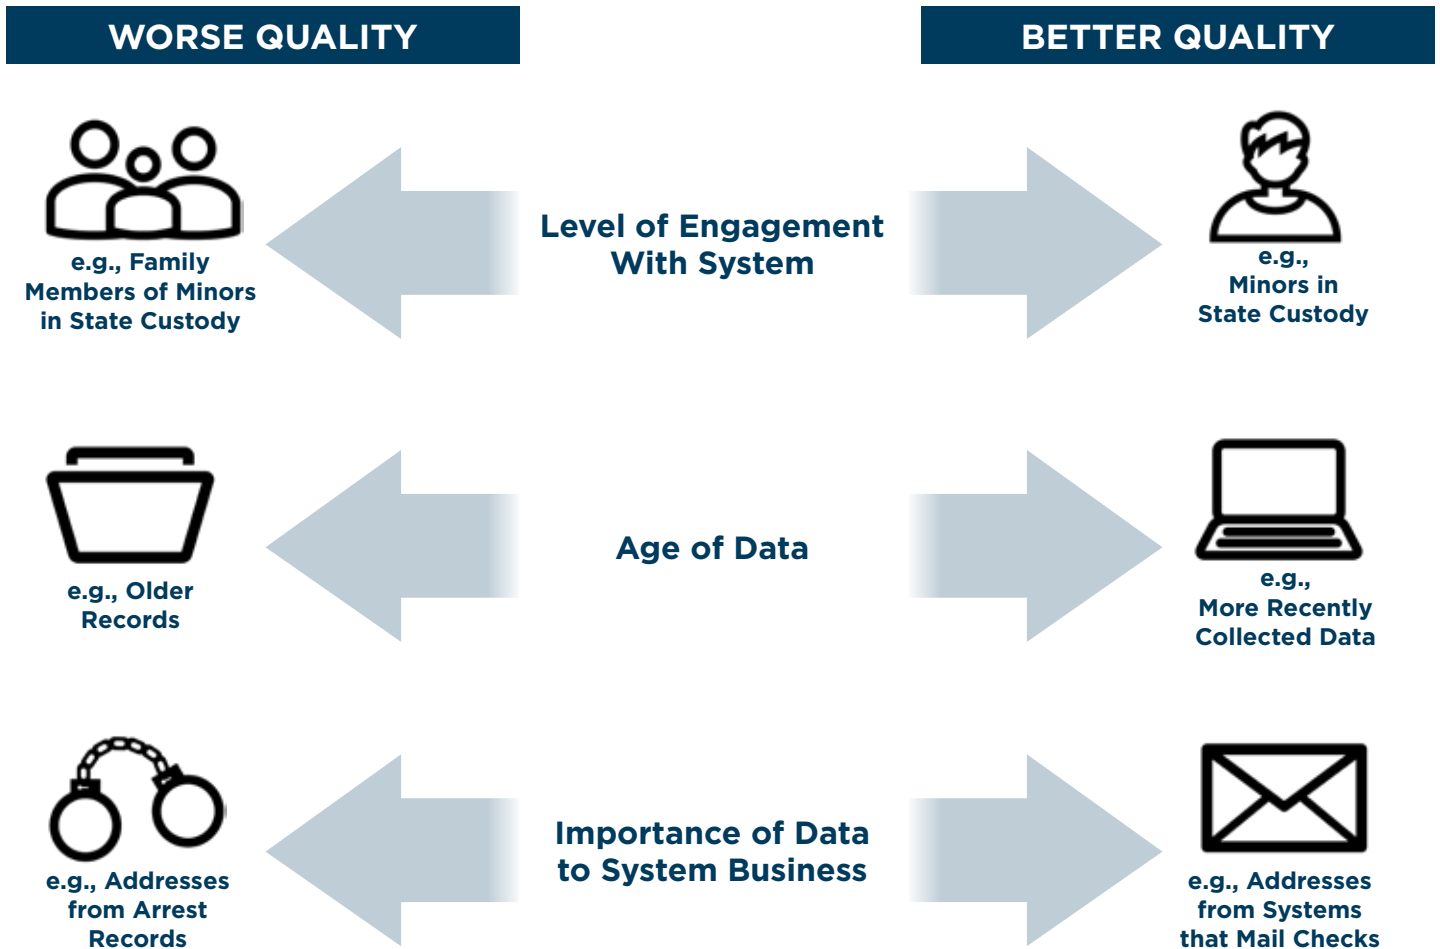 WORSE QUALITY
BETTER QUALITY
e.g., Family
Members of Minors
in State Custody
Level of Engagement
With System
e.g.,
Minors in
State Custody
e.g., Older
Records
Age of Data
e.g.,
More Recently
Collected Data
e.g., Addresses
from Arrest
Records
Importance of Data
to System Business
e.g., Addresses
from Systems
that Mail Checks